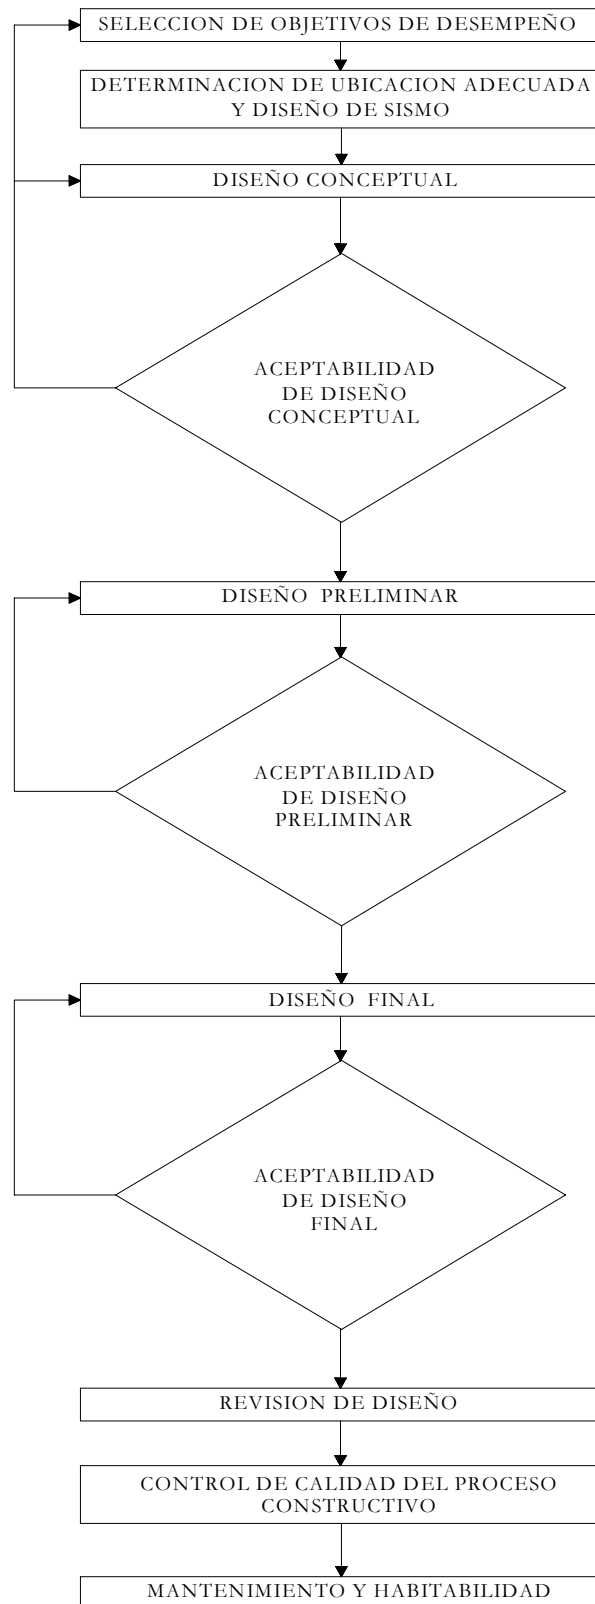 SELECCION DE OBJETIVOS DE DESEMPEÑO
DETERMINACION DE UBICACION ADECUADA
Y DISEÑO DE SISMO
DISEÑO CONCEPTUAL
ACEPTABILIDAD
DE DISEÑO
CONCEPTUAL
DISEÑO PRELIMINAR
ACEPTABILIDAD
DE DISEÑO
PRELIMINAR
DISEÑO FINAL
ACEPTABILIDAD
DE DISEÑO
FINAL
REVISION DE DISEÑO
CONTROL DE CALIDAD DEL PROCESO
CONSTRUCTIVO
MANTENIMIENTO Y HABITABILIDAD